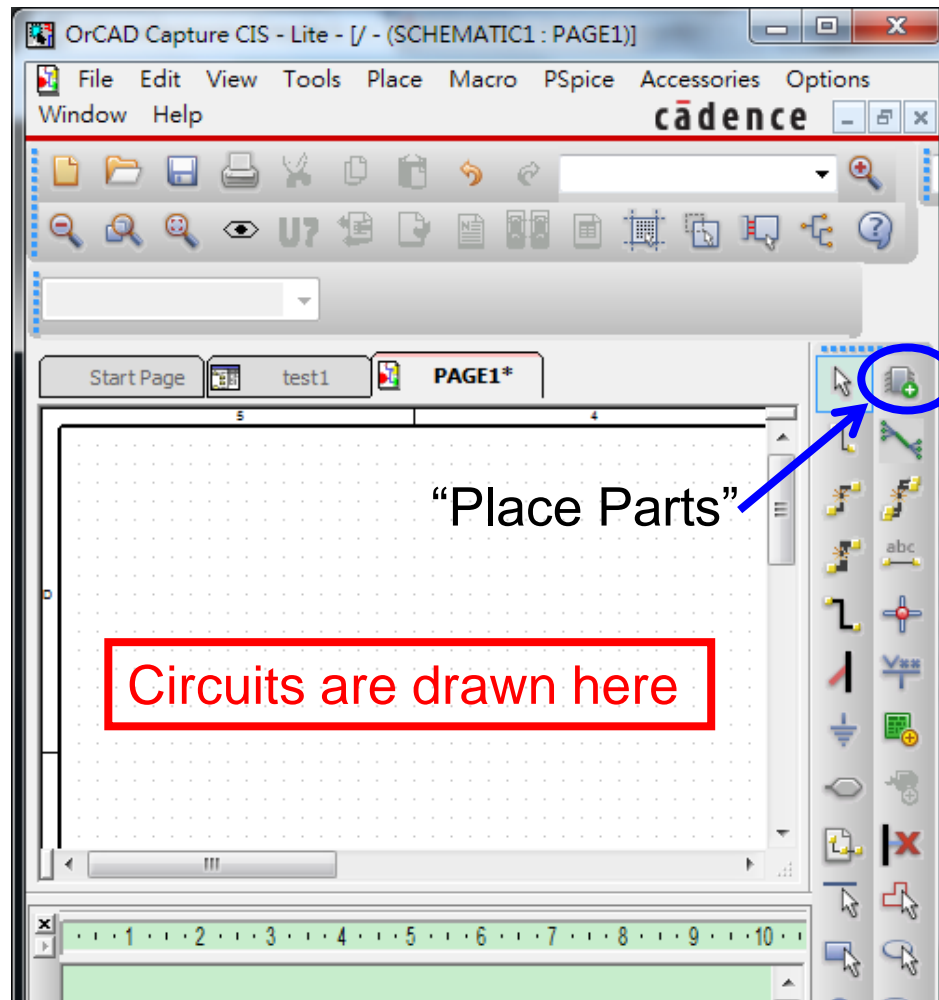 OrCAD Capture CIS - Lite - [/ - (SCHEMATIC1 : PAGE1)]
File Edit View Tools Place Macro PSpice Accessories Options
Window Help
cādence
U?
Start Page test1 PAGE1*
5 4
“Place Parts”
abc
D
Circuits are drawn here
1 2 3 4 5 6 7 8 9 10